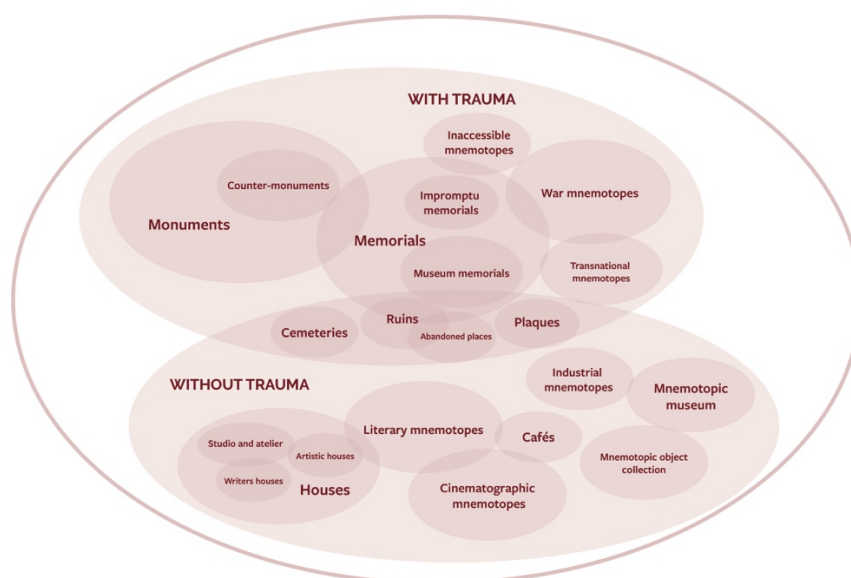 WITH TRAUMA
Inaccessible
mnemotopes
Counter-monuments
Monuments
Impromptu
memorials
War mnemotopes
Memorials
Museum memorials
Transnational
mnemotopes
Cemeteries
Ruins
Abandoned places
Plaques
WITHOUT TRAUMA
Industrial
mnemotopes
Mnemotopic
museum
Literary mnemotopes
Cafés
Studio and atelier
Artistic houses
Writers houses
Houses
Cinematographic
mnemotopes
Mnemotopic object
collection